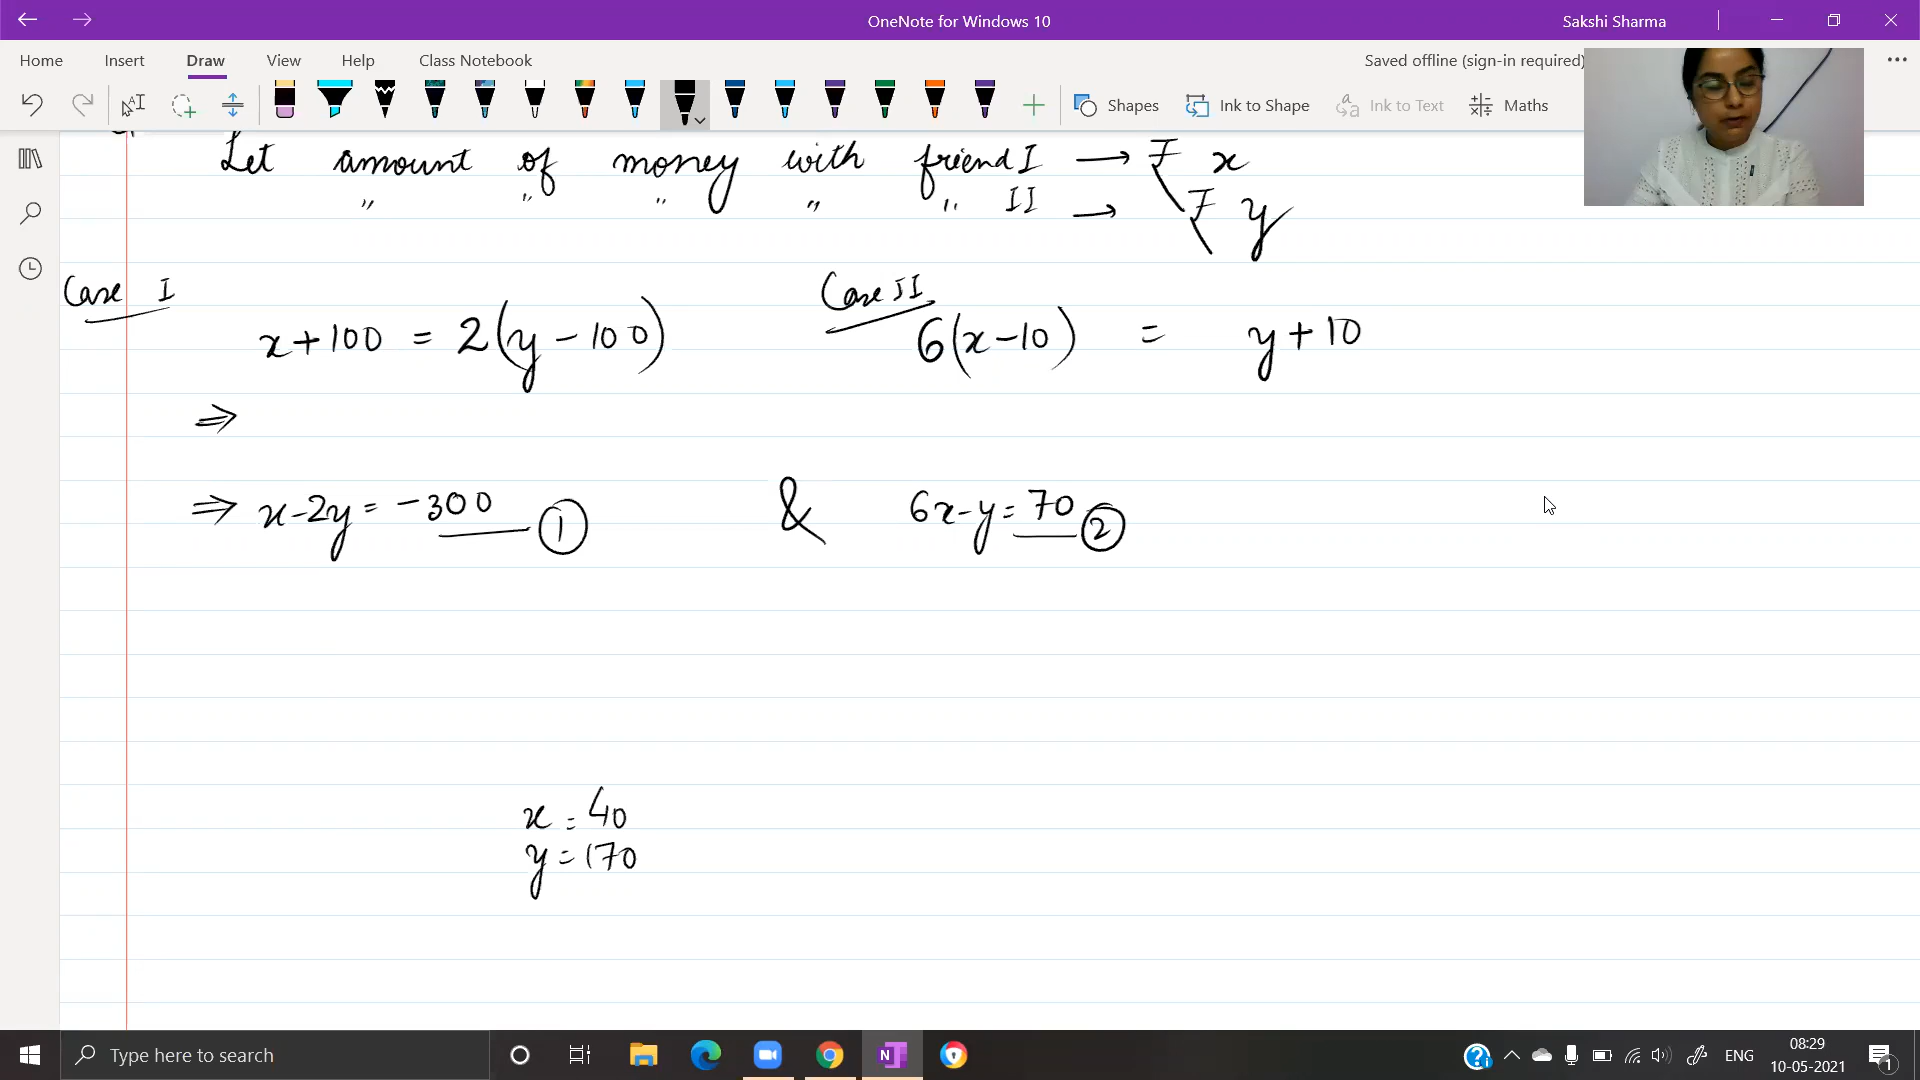 OneNote for Windows 10
Sakshi Sharma
Home Insert Draw View Help Class Notebook
Saved offline (sign-in required)
Shapes Ink to Shape Ink to Text Maths
Let amount of money with friend I → ₹ x
" " " " " II → ₹ y
Case I
Case II
x + 100 = 2(y - 100)
6(x - 10) = y + 10
⇒
⇒ x - 2y = -300 ① & 6x - y = 70 ②
x = 40
y = 170
Type here to search
ENG
08:29
10-05-2021
1